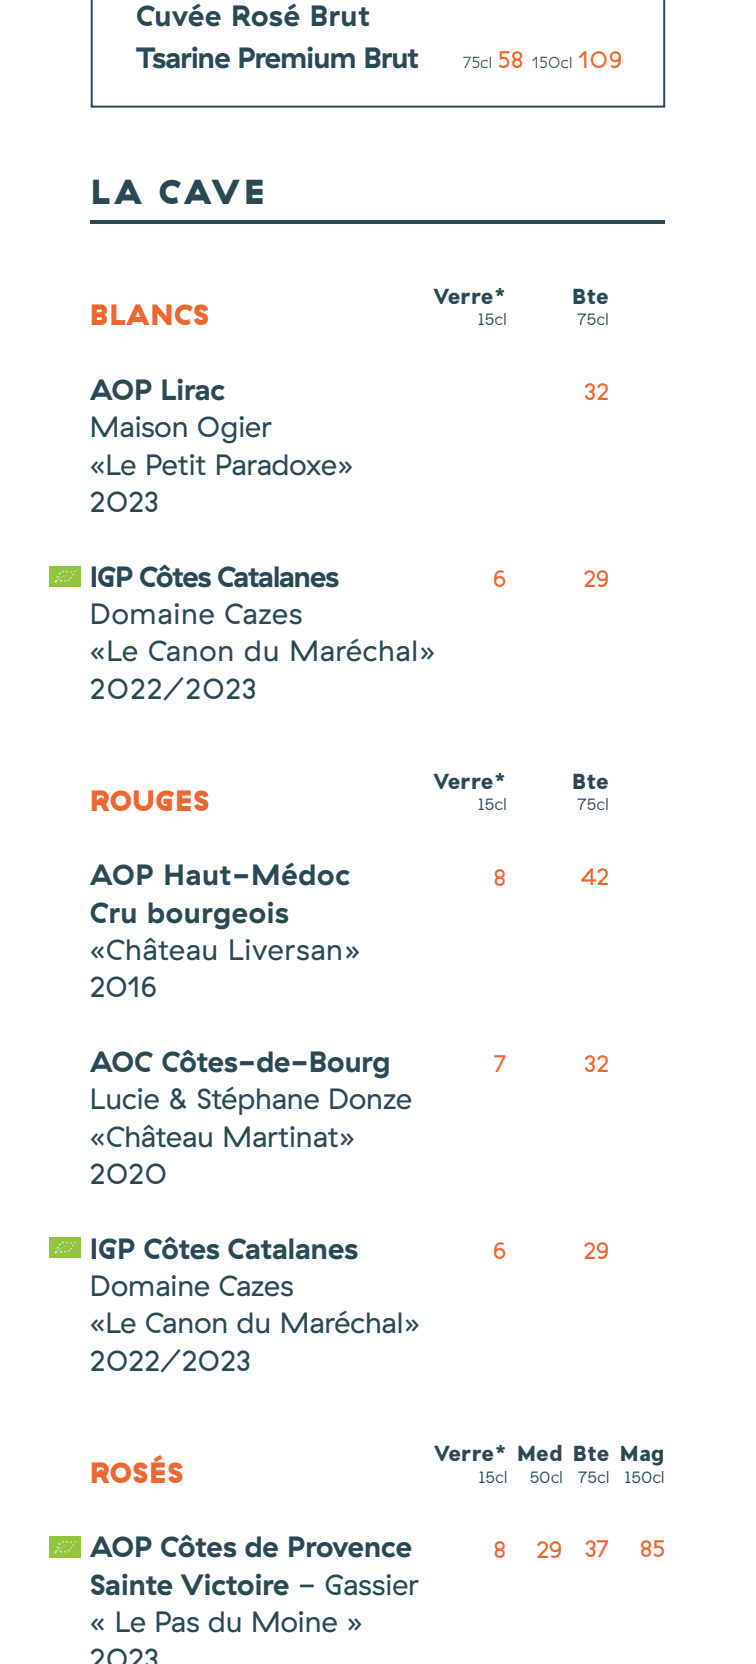 Cuvée Rosé Brut
Tsarine Premium Brut 75cl 58 150cl 109
LA CAVE
BLANCS Verre* Bte
15cl 75cl
AOP Lirac 32
Maison Ogier
«Le Petit Paradoxe»
2023
IGP Côtes Catalanes 6 29
Domaine Cazes
«Le Canon du Maréchal»
2022/2023
ROUGES Verre* Bte
15cl 75cl
AOP Haut-Médoc 8 42
Cru bourgeois
«Château Liversan»
2016
AOC Côtes-de-Bourg 7 32
Lucie & Stéphane Donze
«Château Martinat»
2020
IGP Côtes Catalanes 6 29
Domaine Cazes
«Le Canon du Maréchal»
2022/2023
ROSÉS Verre* Med Bte Mag
15cl 50cl 75cl 150cl
AOP Côtes de Provence 8 29 37 85
Sainte Victoire - Gassier
« Le Pas du Moine »
2023